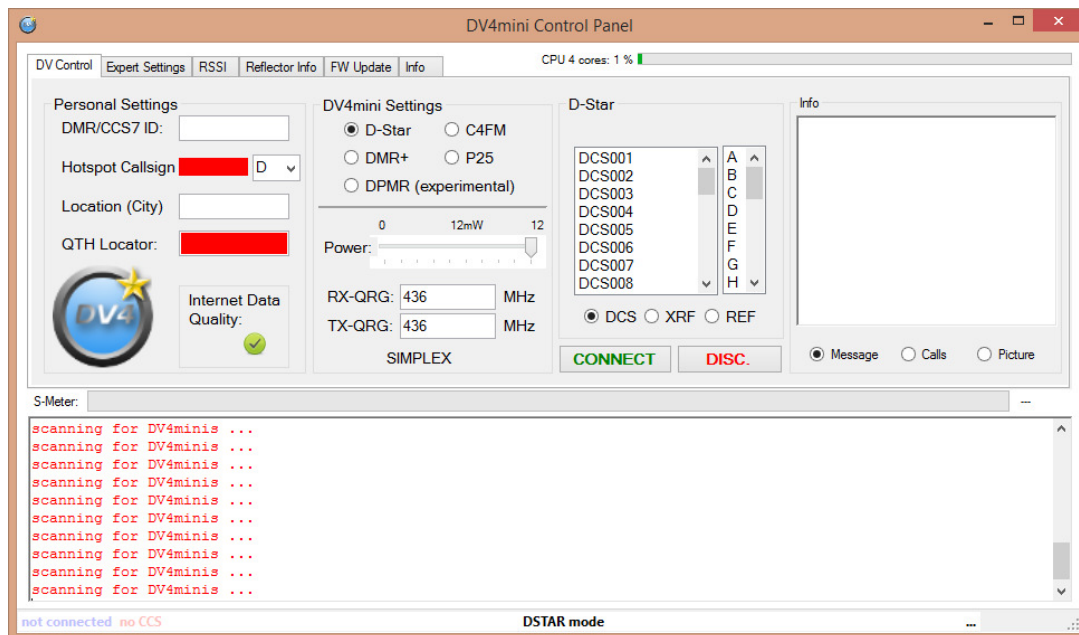 DV4mini Control Panel
DV Control Expert Settings RSSI Reflector Info FW Update Info
CPU 4 cores: 1 %
Personal Settings
DMR/CCS7 ID:
Hotspot Callsign D
Location (City)
QTH Locator:
DV4
Internet Data
Quality:
DV4mini Settings
D-Star C4FM
DMR+ P25
DPMR (experimental)
0 12mW 12
Power:
RX-QRG: 436 MHz
TX-QRG: 436 MHz
SIMPLEX
D-Star
DCS001 A
DCS002 B
DCS003 C
DCS004 D
DCS005 E
DCS006 F
DCS007 G
DCS008 H
DCS XRF REF
CONNECT DISC.
Info
Message Calls Picture
S-Meter: ---
scanning for DV4minis ...
scanning for DV4minis ...
scanning for DV4minis ...
scanning for DV4minis ...
scanning for DV4minis ...
scanning for DV4minis ...
scanning for DV4minis ...
scanning for DV4minis ...
scanning for DV4minis ...
scanning for DV4minis ...
not connected no CCS DSTAR mode ...